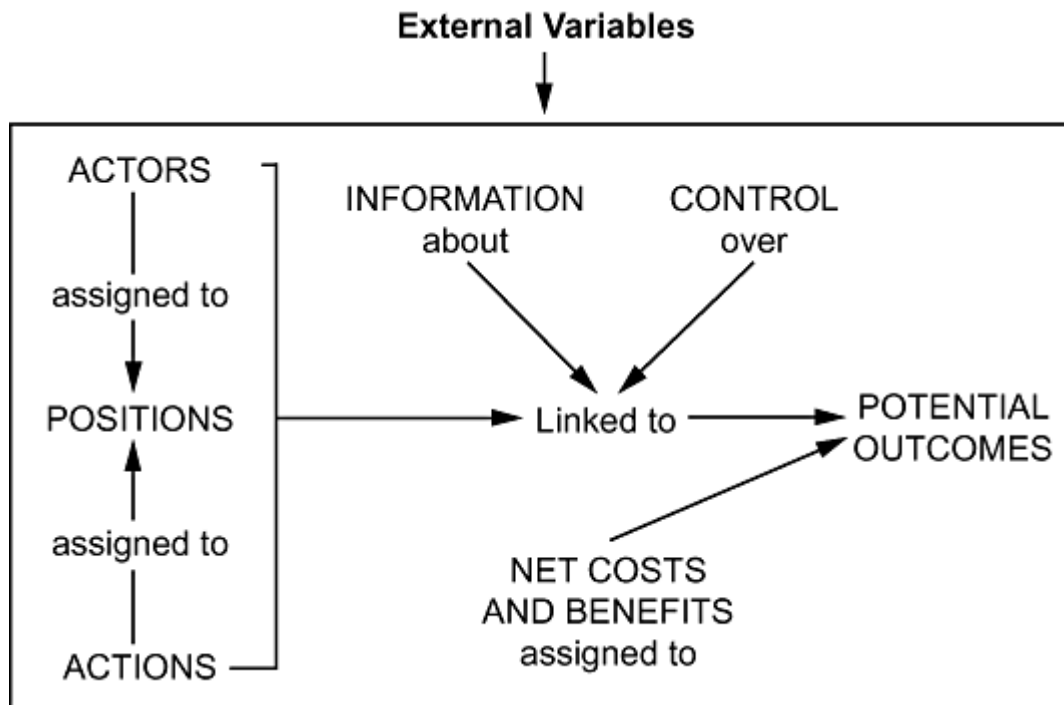 External Variables
ACTORS
assigned to
POSITIONS
assigned to
ACTIONS
INFORMATION
about
CONTROL
over
Linked to
POTENTIAL
OUTCOMES
NET COSTS
AND BENEFITS
assigned to